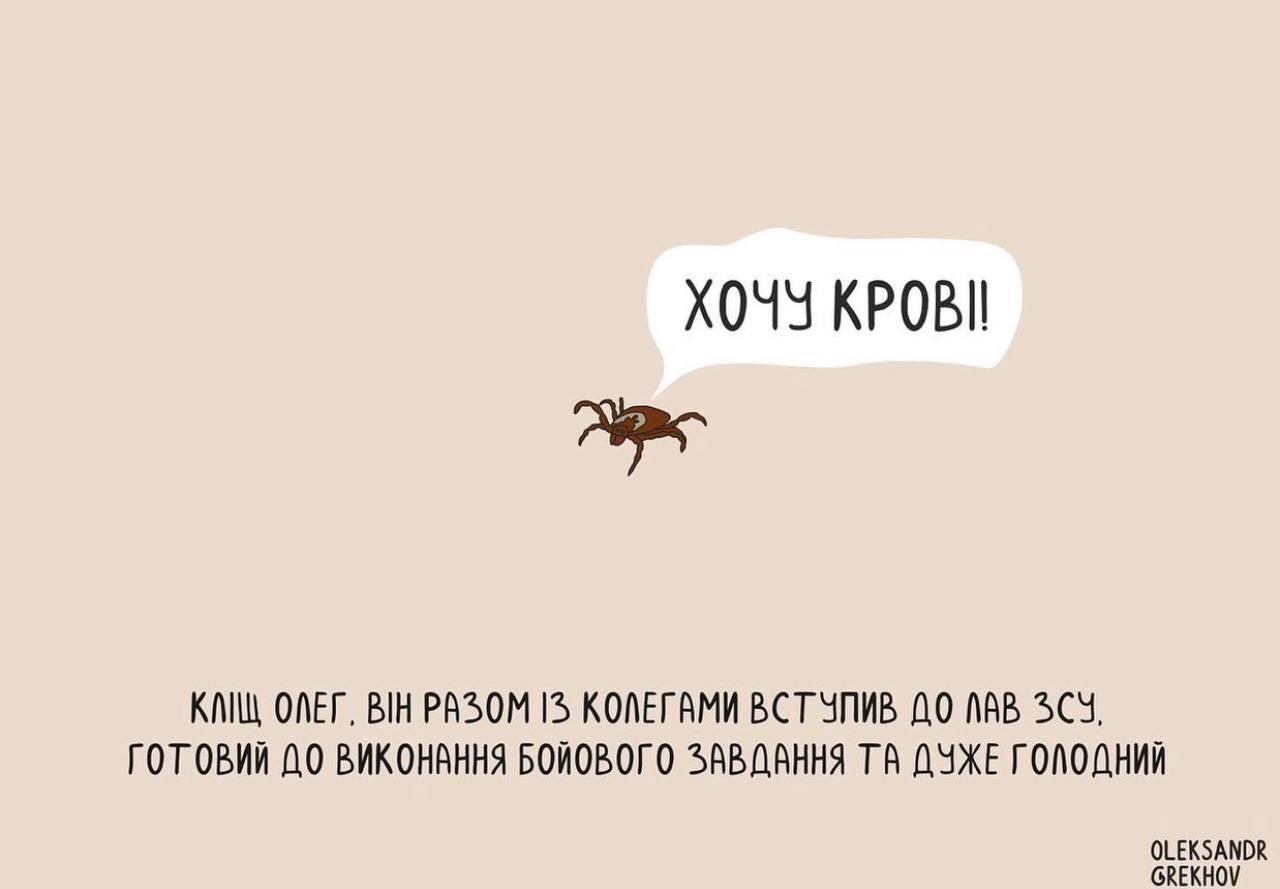 ХОЧУ КРОВІ!
КЛІЩ ОЛЕГ. ВІН РАЗОМ ІЗ КОЛЕГАМИ ВСТУПИВ ДО ЛАВ ЗСУ.
ГОТОВИЙ ДО ВИКОНАННЯ БОЙОВОГО ЗАВДАННЯ ТА ДУЖЕ ГОЛОДНИЙ
OLEKSANDR
GREKHOV